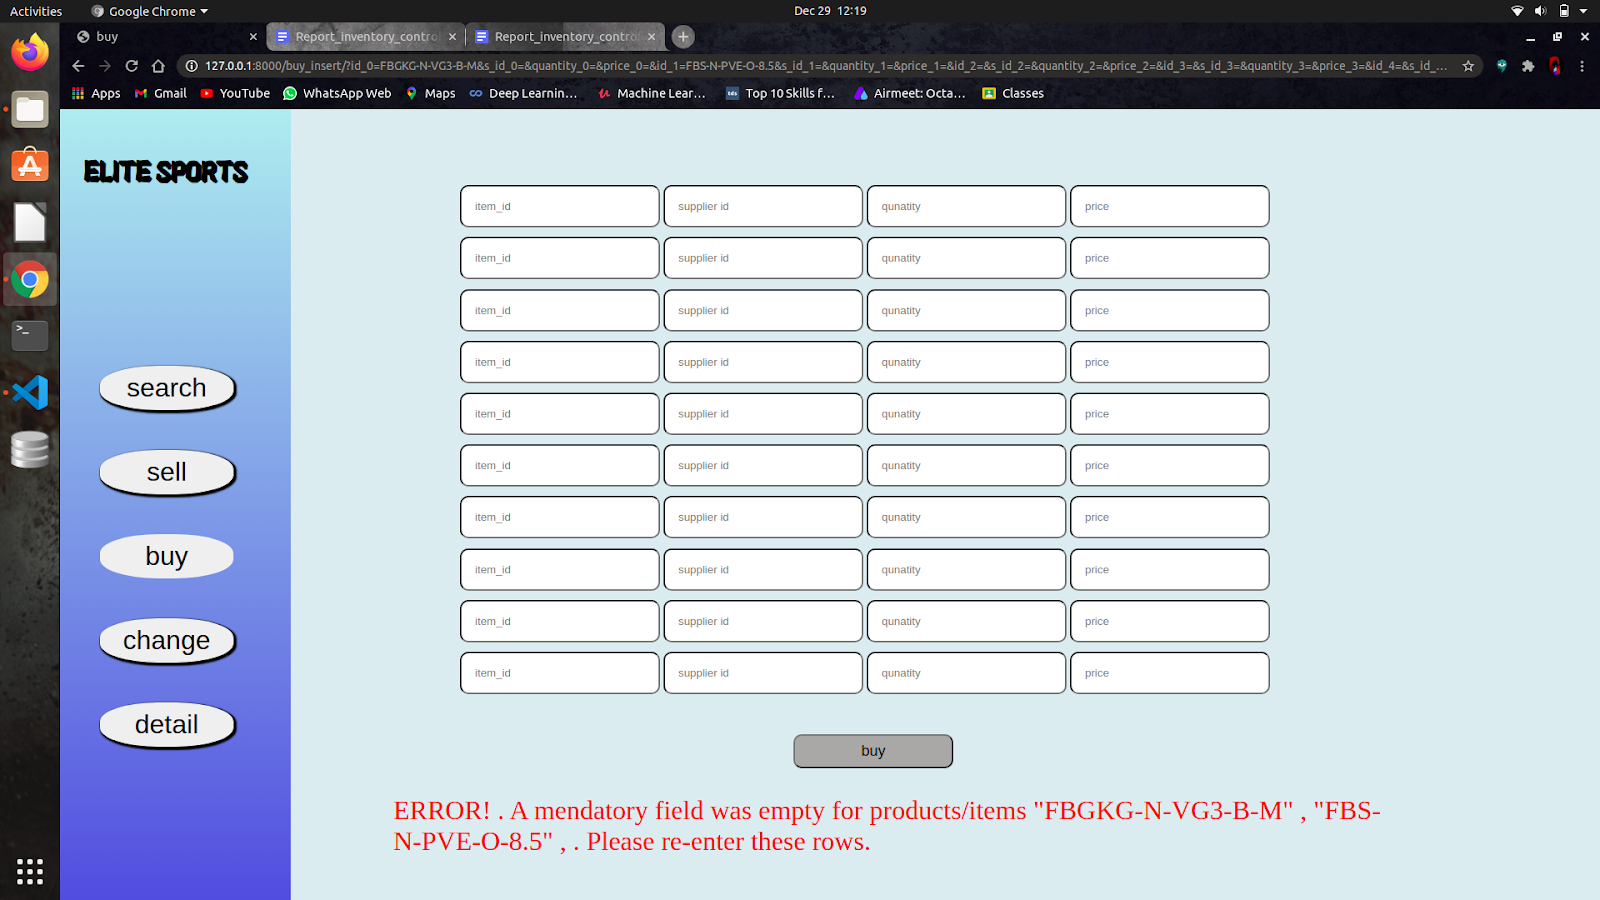 Activities Google Chrome Dec 29 12:19
buy Report_inventory_contro Report_inventory_contro
127.0.0.1:8000/buy_insert/?id_0=FBGKG-N-VG3-B-M&s_id_0=&quantity_0=&price_0=&id_1=FBS-N-PVE-O-8.5&s_id_1=&quantity_1=&price_1=&id_2=&s_id_2=&quantity_2=&price_2=&id_3=&s_id_3=&quantity_3=&price_3=&id_4=&s_id_...
Apps Gmail YouTube WhatsApp Web Maps Deep Learnin... Machine Lear... Top 10 Skills f... Airmeet: Octa... Classes
ELITE SPORTS
search
sell
buy
change
detail
item_id supplier id qunatity price
item_id supplier id qunatity price
item_id supplier id qunatity price
item_id supplier id qunatity price
item_id supplier id qunatity price
item_id supplier id qunatity price
item_id supplier id qunatity price
item_id supplier id qunatity price
item_id supplier id qunatity price
item_id supplier id qunatity price
buy
ERROR! . A mendatory field was empty for products/items "FBGKG-N-VG3-B-M" , "FBS-
N-PVE-O-8.5" , . Please re-enter these rows.